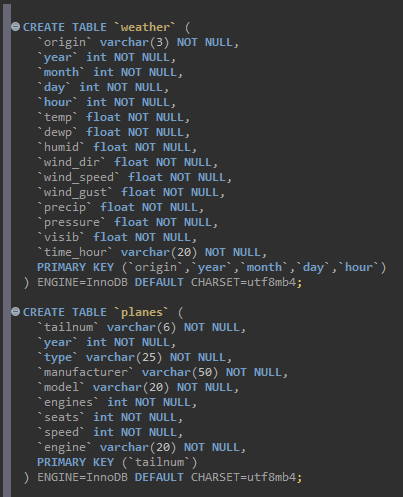 CREATE TABLE `weather` (
`origin` varchar(3) NOT NULL,
`year` int NOT NULL,
`month` int NOT NULL,
`day` int NOT NULL,
`hour` int NOT NULL,
`temp` float NOT NULL,
`dewp` float NOT NULL,
`humid` float NOT NULL,
`wind_dir` float NOT NULL,
`wind_speed` float NOT NULL,
`wind_gust` float NOT NULL,
`precip` float NOT NULL,
`pressure` float NOT NULL,
`visib` float NOT NULL,
`time_hour` varchar(20) NOT NULL,
PRIMARY KEY (`origin`,`year`,`month`,`day`,`hour`)
) ENGINE=InnoDB DEFAULT CHARSET=utf8mb4;
CREATE TABLE `planes` (
`tailnum` varchar(6) NOT NULL,
`year` int NOT NULL,
`type` varchar(25) NOT NULL,
`manufacturer` varchar(50) NOT NULL,
`model` varchar(20) NOT NULL,
`engines` int NOT NULL,
`seats` int NOT NULL,
`speed` int NOT NULL,
`engine` varchar(20) NOT NULL,
PRIMARY KEY (`tailnum`)
) ENGINE=InnoDB DEFAULT CHARSET=utf8mb4;